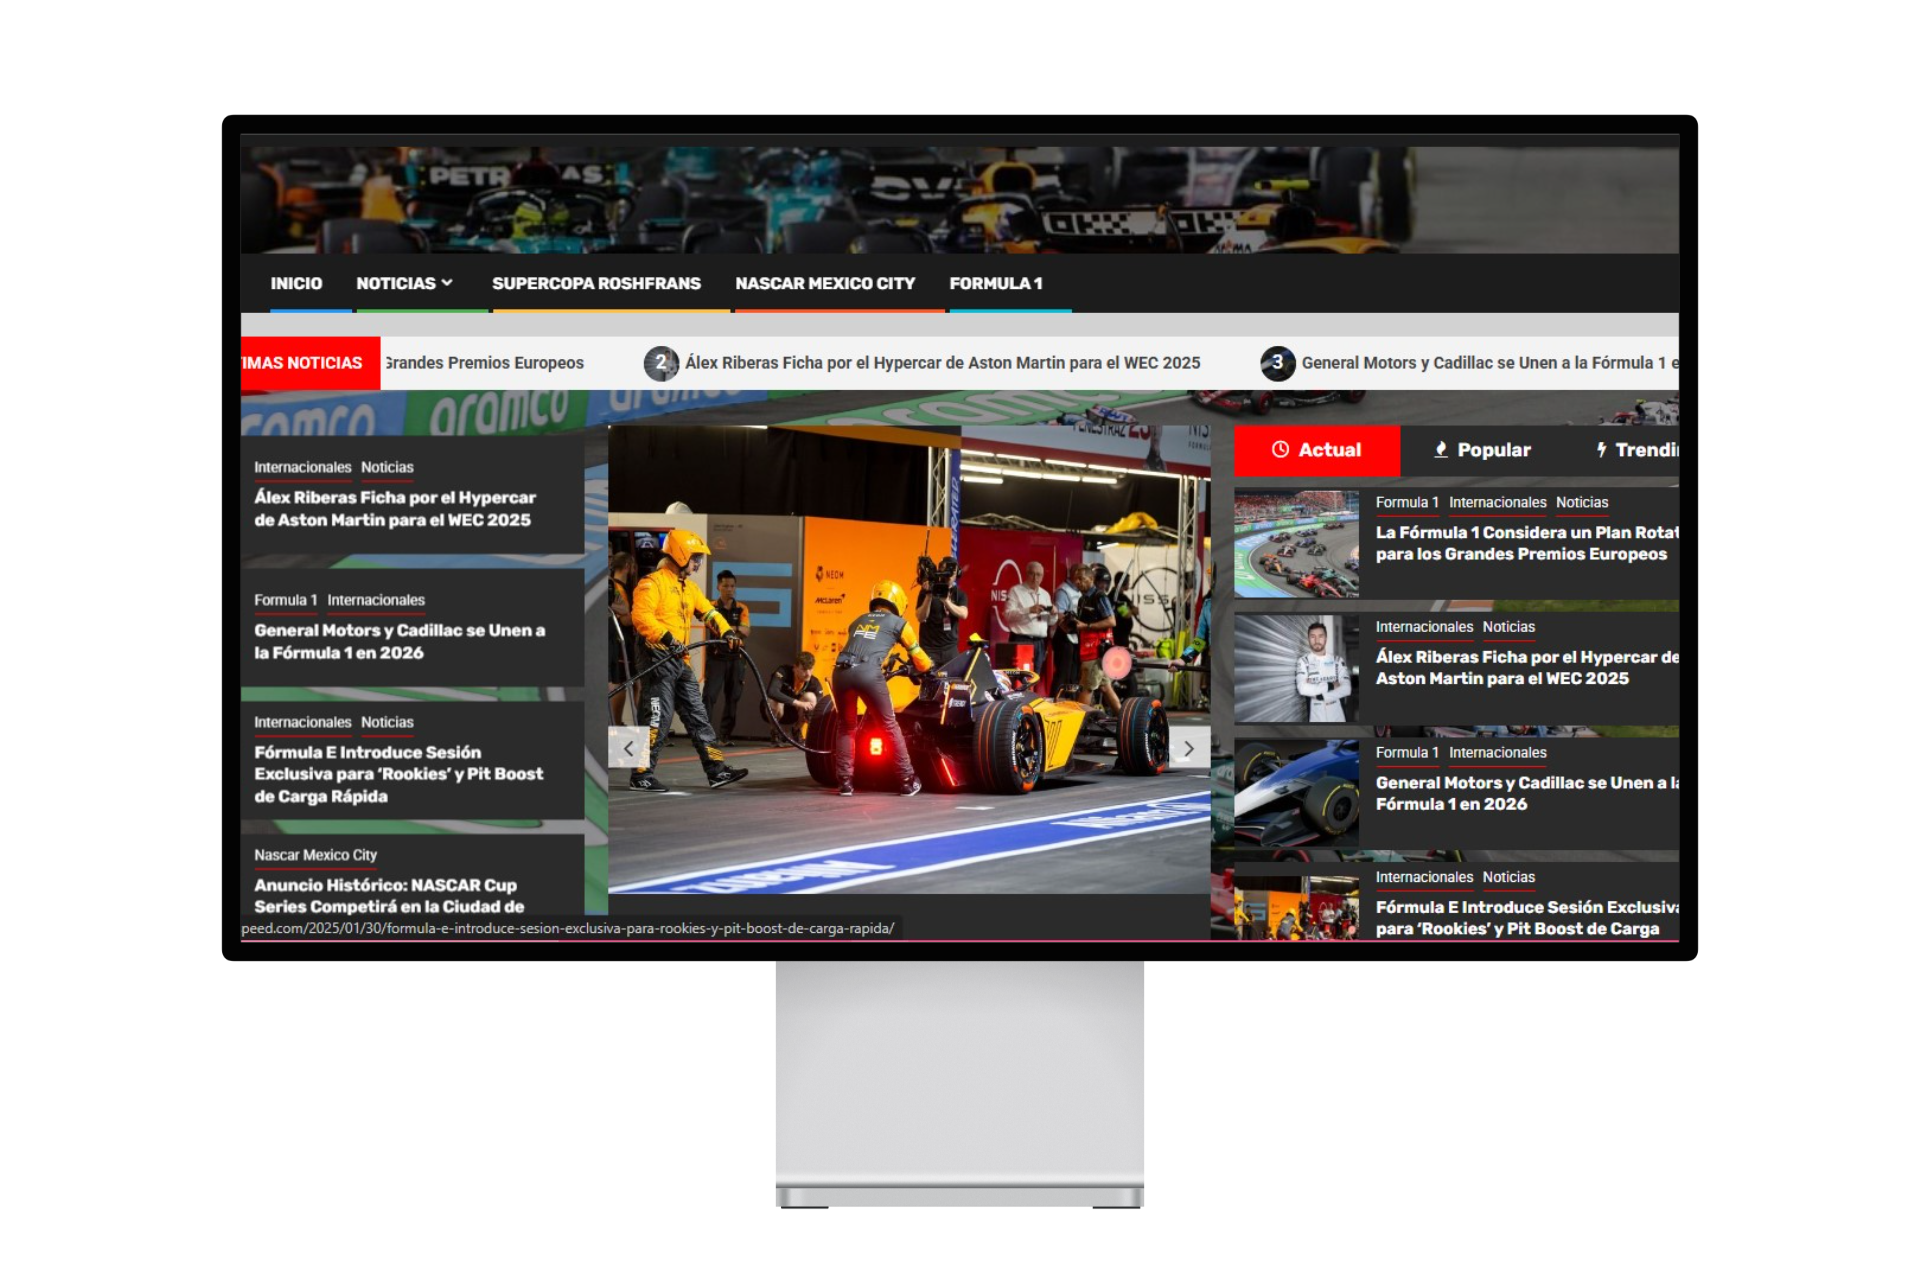 PETR AS
INICIO NOTICIAS SUPERCOPA ROSHFRANS NASCAR MEXICO CITY FORMULA 1
TIMAS NOTICIAS Grandes Premios Europeos 2 Álex Riberas Ficha por el Hypercar de Aston Martin para el WEC 2025 3 General Motors y Cadillac se Unen a la Fórmula 1 e
aramco
Internacionales Noticias
Álex Riberas Ficha por el Hypercar
de Aston Martin para el WEC 2025
Formula 1 Internacionales
General Motors y Cadillac se Unen a
la Fórmula 1 en 2026
Internacionales Noticias
Fórmula E Introduce Sesión
Exclusiva para ‘Rookies’ y Pit Boost
de Carga Rápida
Nascar Mexico City
Anuncio Histórico: NASCAR Cup
Series Competirá en la Ciudad de
peed.com/2025/01/30/formula-e-introduce-sesion-exclusiva-para-rookies-y-pit-boost-de-carga-rapida/
NEOM
McLaren
Actual Popular Trendi
Formula 1 Internacionales Noticias
La Fórmula 1 Considera un Plan Rotat
para los Grandes Premios Europeos
Internacionales Noticias
Álex Riberas Ficha por el Hypercar de
Aston Martin para el WEC 2025
Formula 1 Internacionales
General Motors y Cadillac se Unen a la
Fórmula 1 en 2026
Internacionales Noticias
Fórmula E Introduce Sesión Exclusiva
para ‘Rookies’ y Pit Boost de Carga